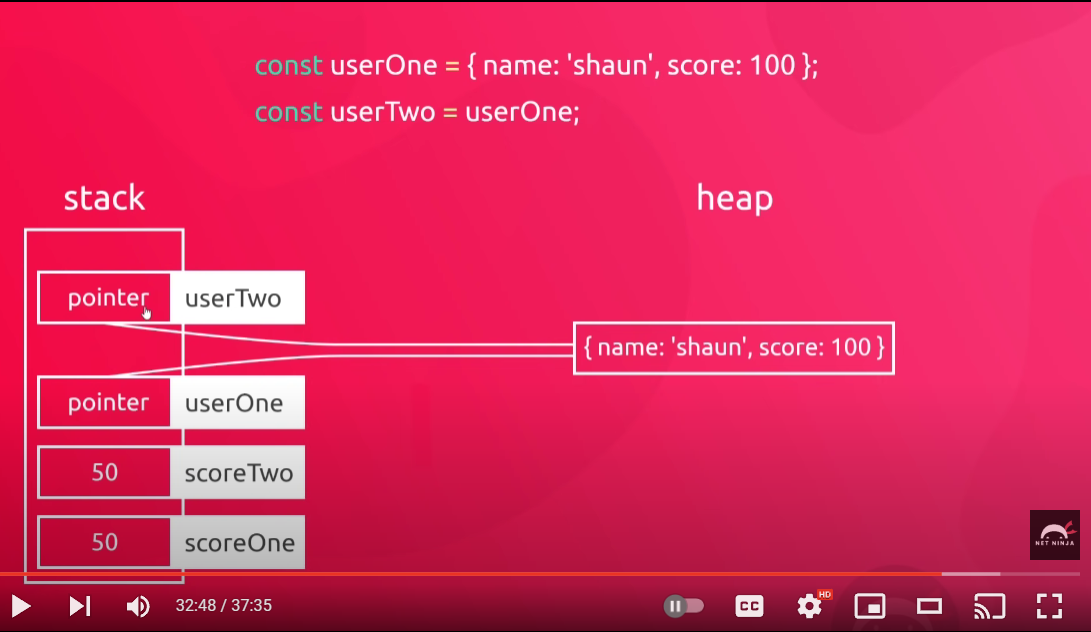 const userOne = { name: 'shaun', score: 100 };
const userTwo = userOne;
stack
heap
pointer userTwo
{ name: 'shaun', score: 100 }
pointer userOne
50 scoreTwo
50 scoreOne
NET NINJA
32:48 / 37:35
CC
HD